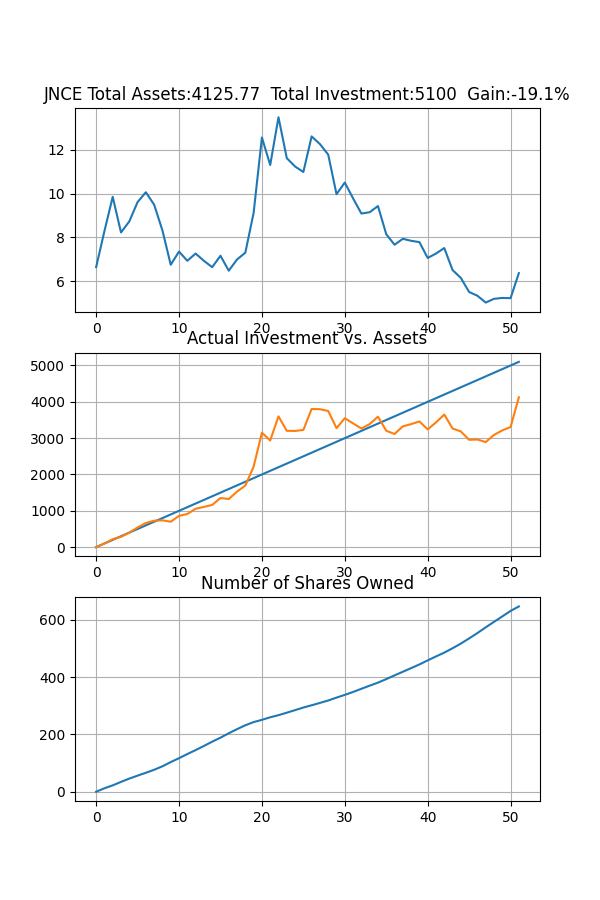 JNCE Total Assets:4125.77  Total Investment:5100  Gain:-19.1%
12
10
8
6
0 10 20 30 40 50
Actual Investment vs. Assets
5000
4000
3000
2000
1000
0
0 10 20 30 40 50
Number of Shares Owned
600
400
200
0
0 10 20 30 40 50